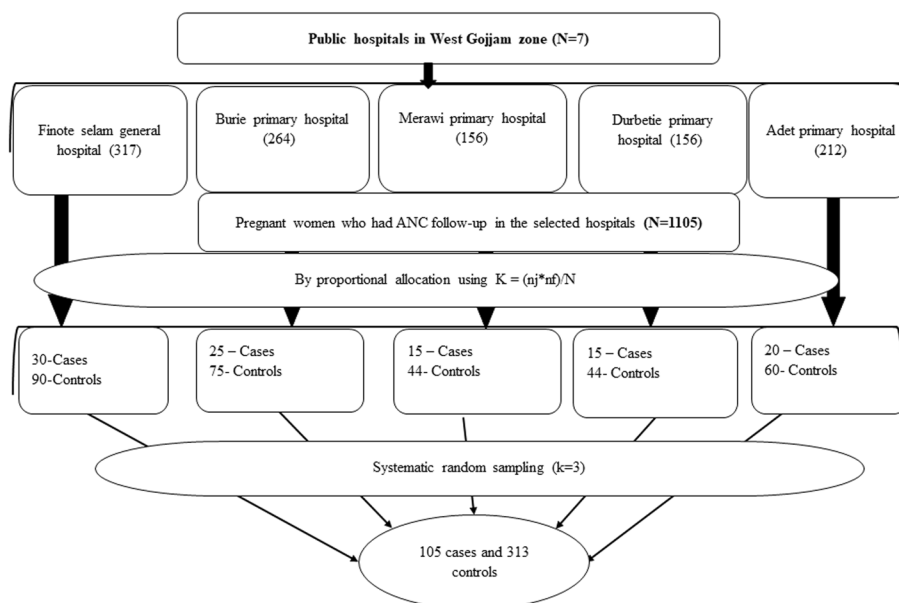 Public hospitals in West Gojjam zone (N=7)
Finote selam general
hospital (317)
Burie primary hospital
(264)
Merawi primary hospital
(156)
Durbetie primary
hospital (156)
Adet primary hospital
(212)
Pregnant women who had ANC follow-up in the selected hospitals (N=1105)
By proportional allocation using K = (nj*nf)/N
30-Cases
90-Controls
25 – Cases
75- Controls
15 – Cases
44- Controls
15 – Cases
44- Controls
20 – Cases
60- Controls
Systematic random sampling (k=3)
105 cases and 313
controls